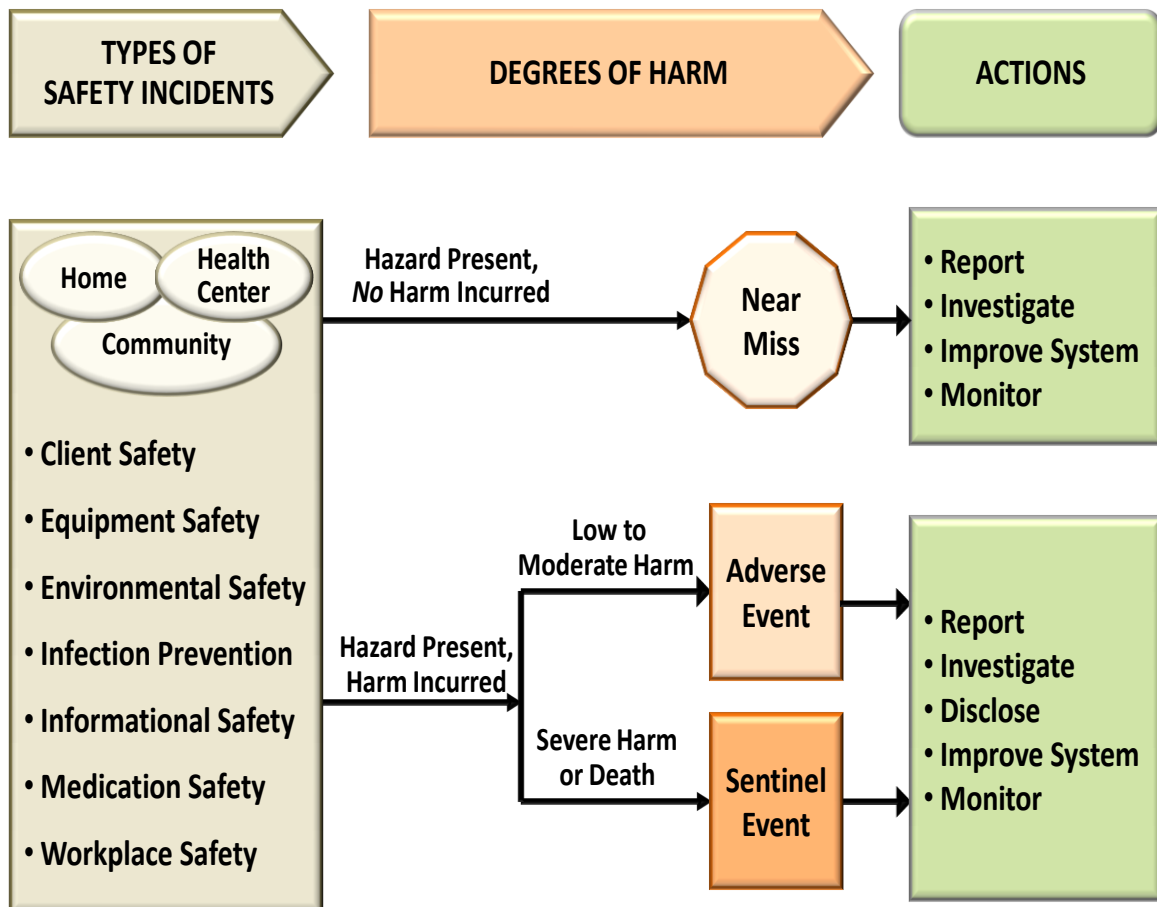 TYPES OF
SAFETY INCIDENTS
DEGREES OF HARM
ACTIONS
Home
Health
Center
Community
• Client Safety
• Equipment Safety
• Environmental Safety
• Infection Prevention
• Informational Safety
• Medication Safety
• Workplace Safety
Hazard Present,
No Harm Incurred
Near
Miss
• Report
• Investigate
• Improve System
• Monitor
Hazard Present,
Harm Incurred
Low to
Moderate Harm
Adverse
Event
Severe Harm
or Death
Sentinel
Event
• Report
• Investigate
• Disclose
• Improve System
• Monitor